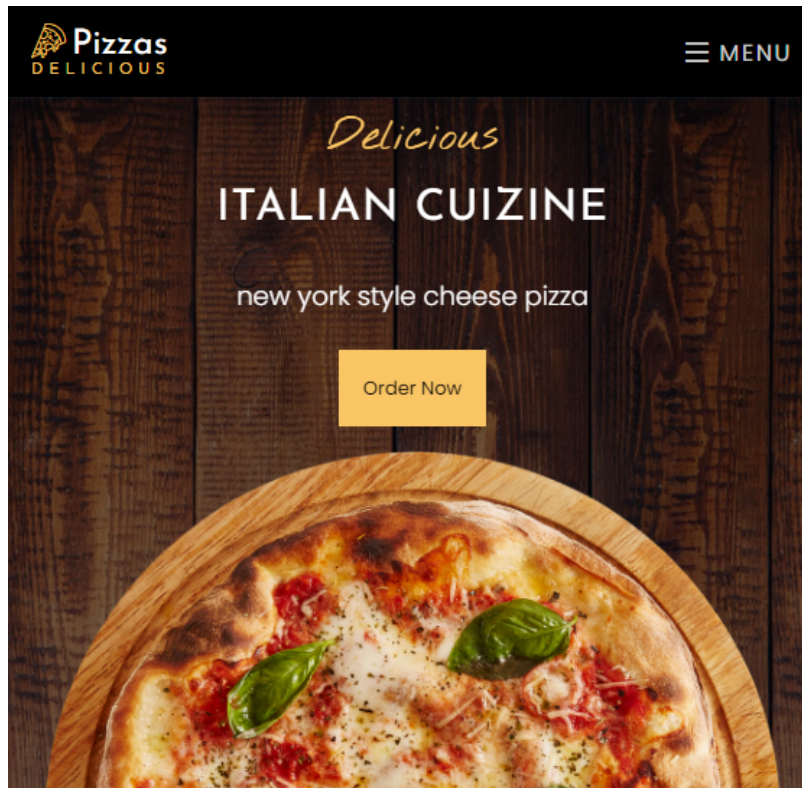 Pizzas
DELICIOUS
MENU
Delicious
ITALIAN CUIZINE
new york style cheese pizza
Order Now